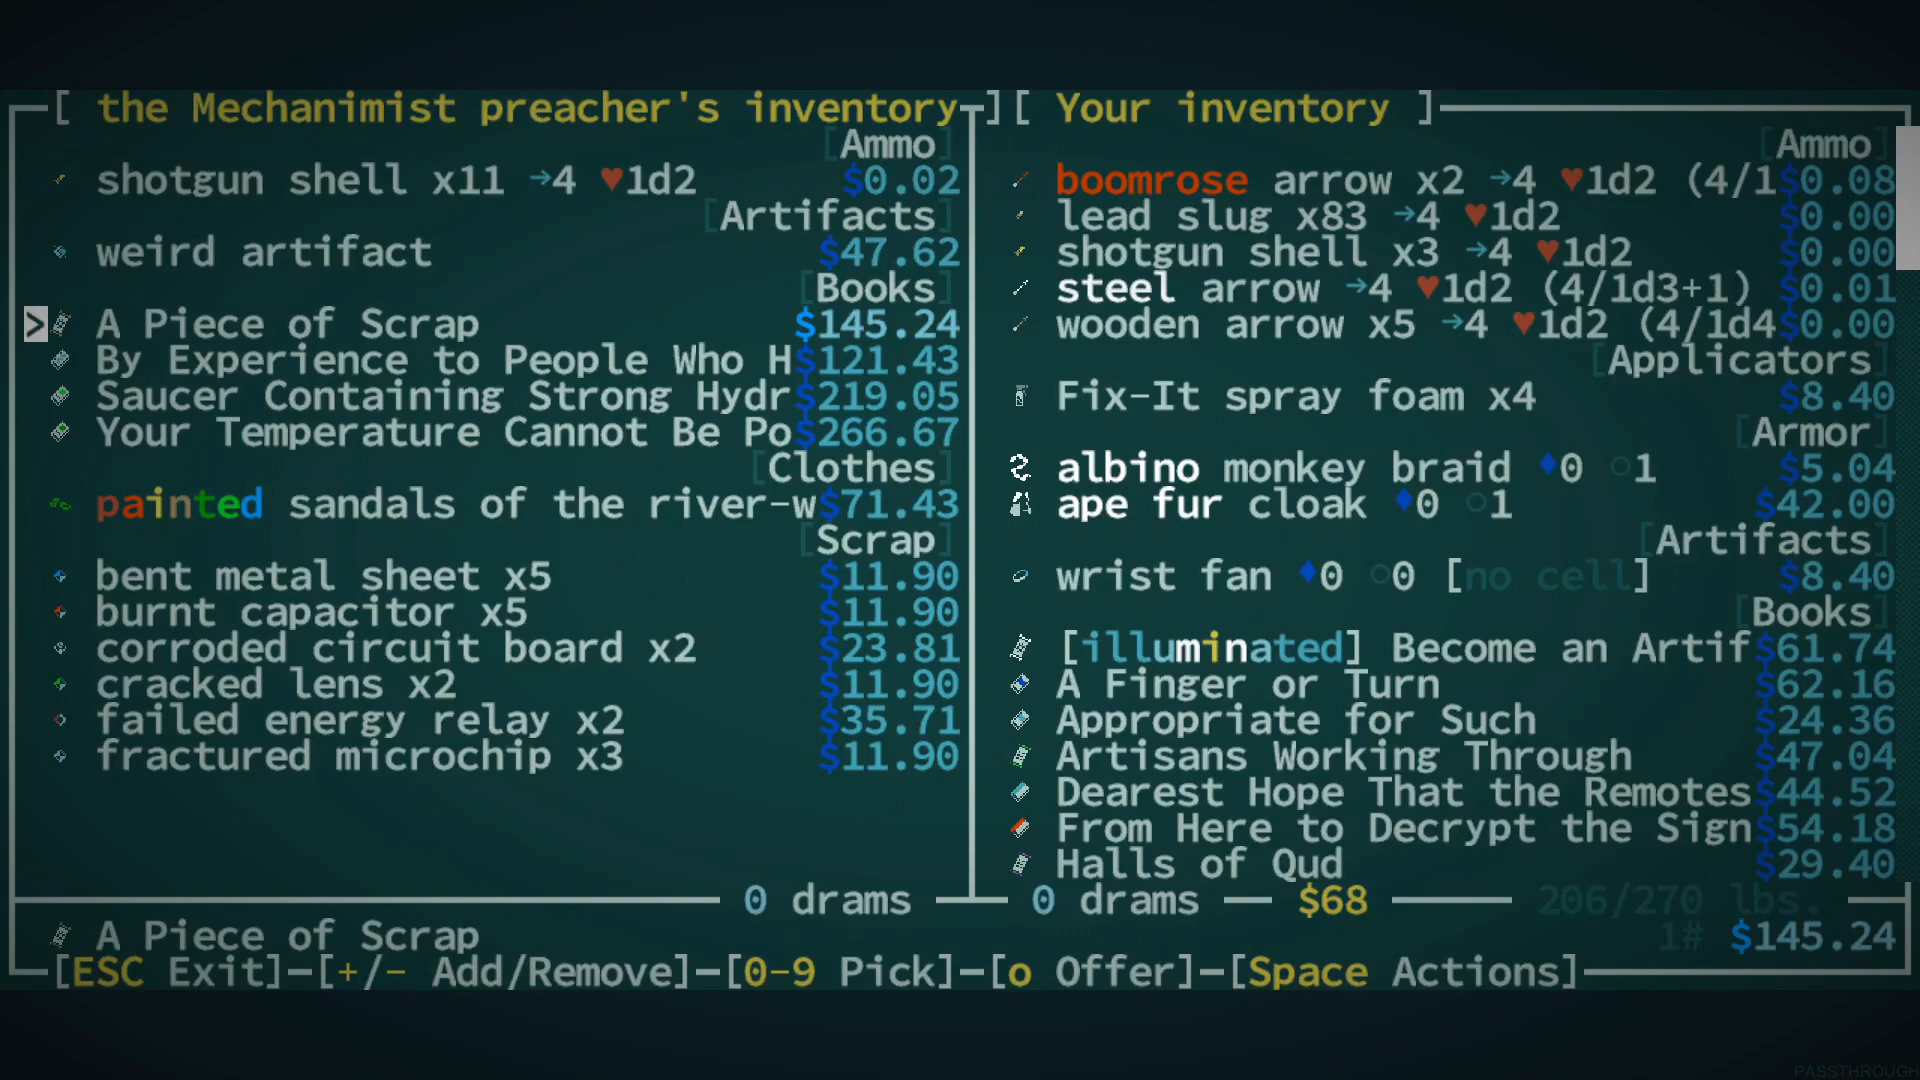 [ the Mechanimist preacher's inventory ]
[Ammo]
shotgun shell x11 →4 ♥1d2 $0.02
[Artifacts]
weird artifact $47.62
[Books]
> A Piece of Scrap $145.24
By Experience to People Who H $121.43
Saucer Containing Strong Hydr $219.05
Your Temperature Cannot Be Po $266.67
[Clothes]
painted sandals of the river-w $71.43
[Scrap]
bent metal sheet x5 $11.90
burnt capacitor x5 $11.90
corroded circuit board x2 $23.81
cracked lens x2 $11.90
failed energy relay x2 $35.71
fractured microchip x3 $11.90
0 drams
[ Your inventory ]
[Ammo]
boomrose arrow x2 →4 ♥1d2 (4/1 $0.08
lead slug x83 →4 ♥1d2 $0.00
shotgun shell x3 →4 ♥1d2 $0.00
steel arrow →4 ♥1d2 (4/1d3+1) $0.01
wooden arrow x5 →4 ♥1d2 (4/1d4 $0.00
[Applicators]
Fix-It spray foam x4 $8.40
[Armor]
albino monkey braid ♦0 ○1 $5.04
ape fur cloak ♦0 ○1 $42.00
[Artifacts]
wrist fan ♦0 ○0 [no cell] $8.40
[Books]
[illuminated] Become an Artif $61.74
A Finger or Turn $62.16
Appropriate for Such $24.36
Artisans Working Through $47.04
Dearest Hope That the Remotes $44.52
From Here to Decrypt the Sign $54.18
Halls of Qud $29.40
0 drams $68 206/270 lbs.
A Piece of Scrap 1# $145.24
[ESC Exit]-[+/- Add/Remove]-[0-9 Pick]-[o Offer]-[Space Actions]
PASSTHROUGH